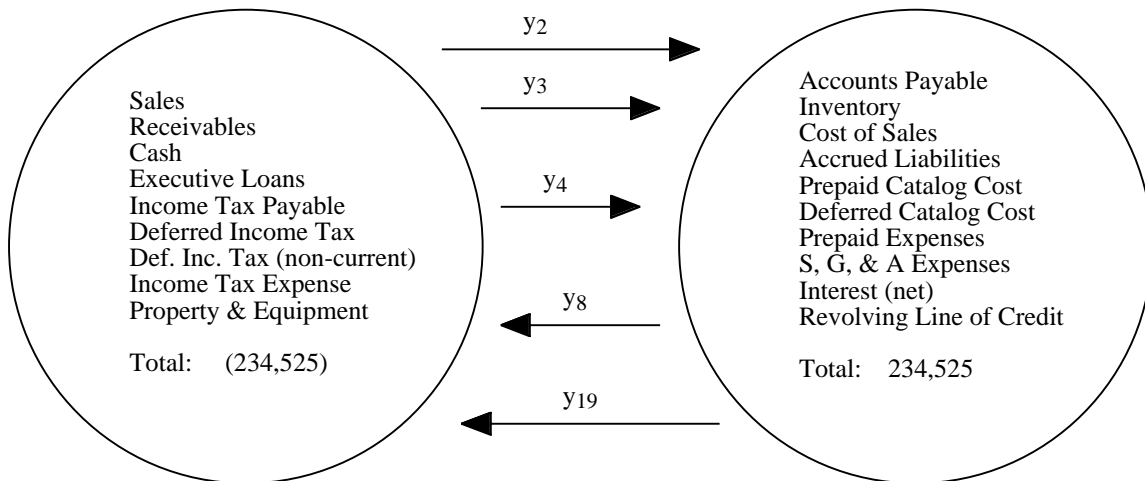 y2
y3
y4
y8
y19
Sales
Receivables
Cash
Executive Loans
Income Tax Payable
Deferred Income Tax
Def. Inc. Tax (non-current)
Income Tax Expense
Property & Equipment
Total: (234,525)
Accounts Payable
Inventory
Cost of Sales
Accrued Liabilities
Prepaid Catalog Cost
Deferred Catalog Cost
Prepaid Expenses
S, G, & A Expenses
Interest (net)
Revolving Line of Credit
Total: 234,525